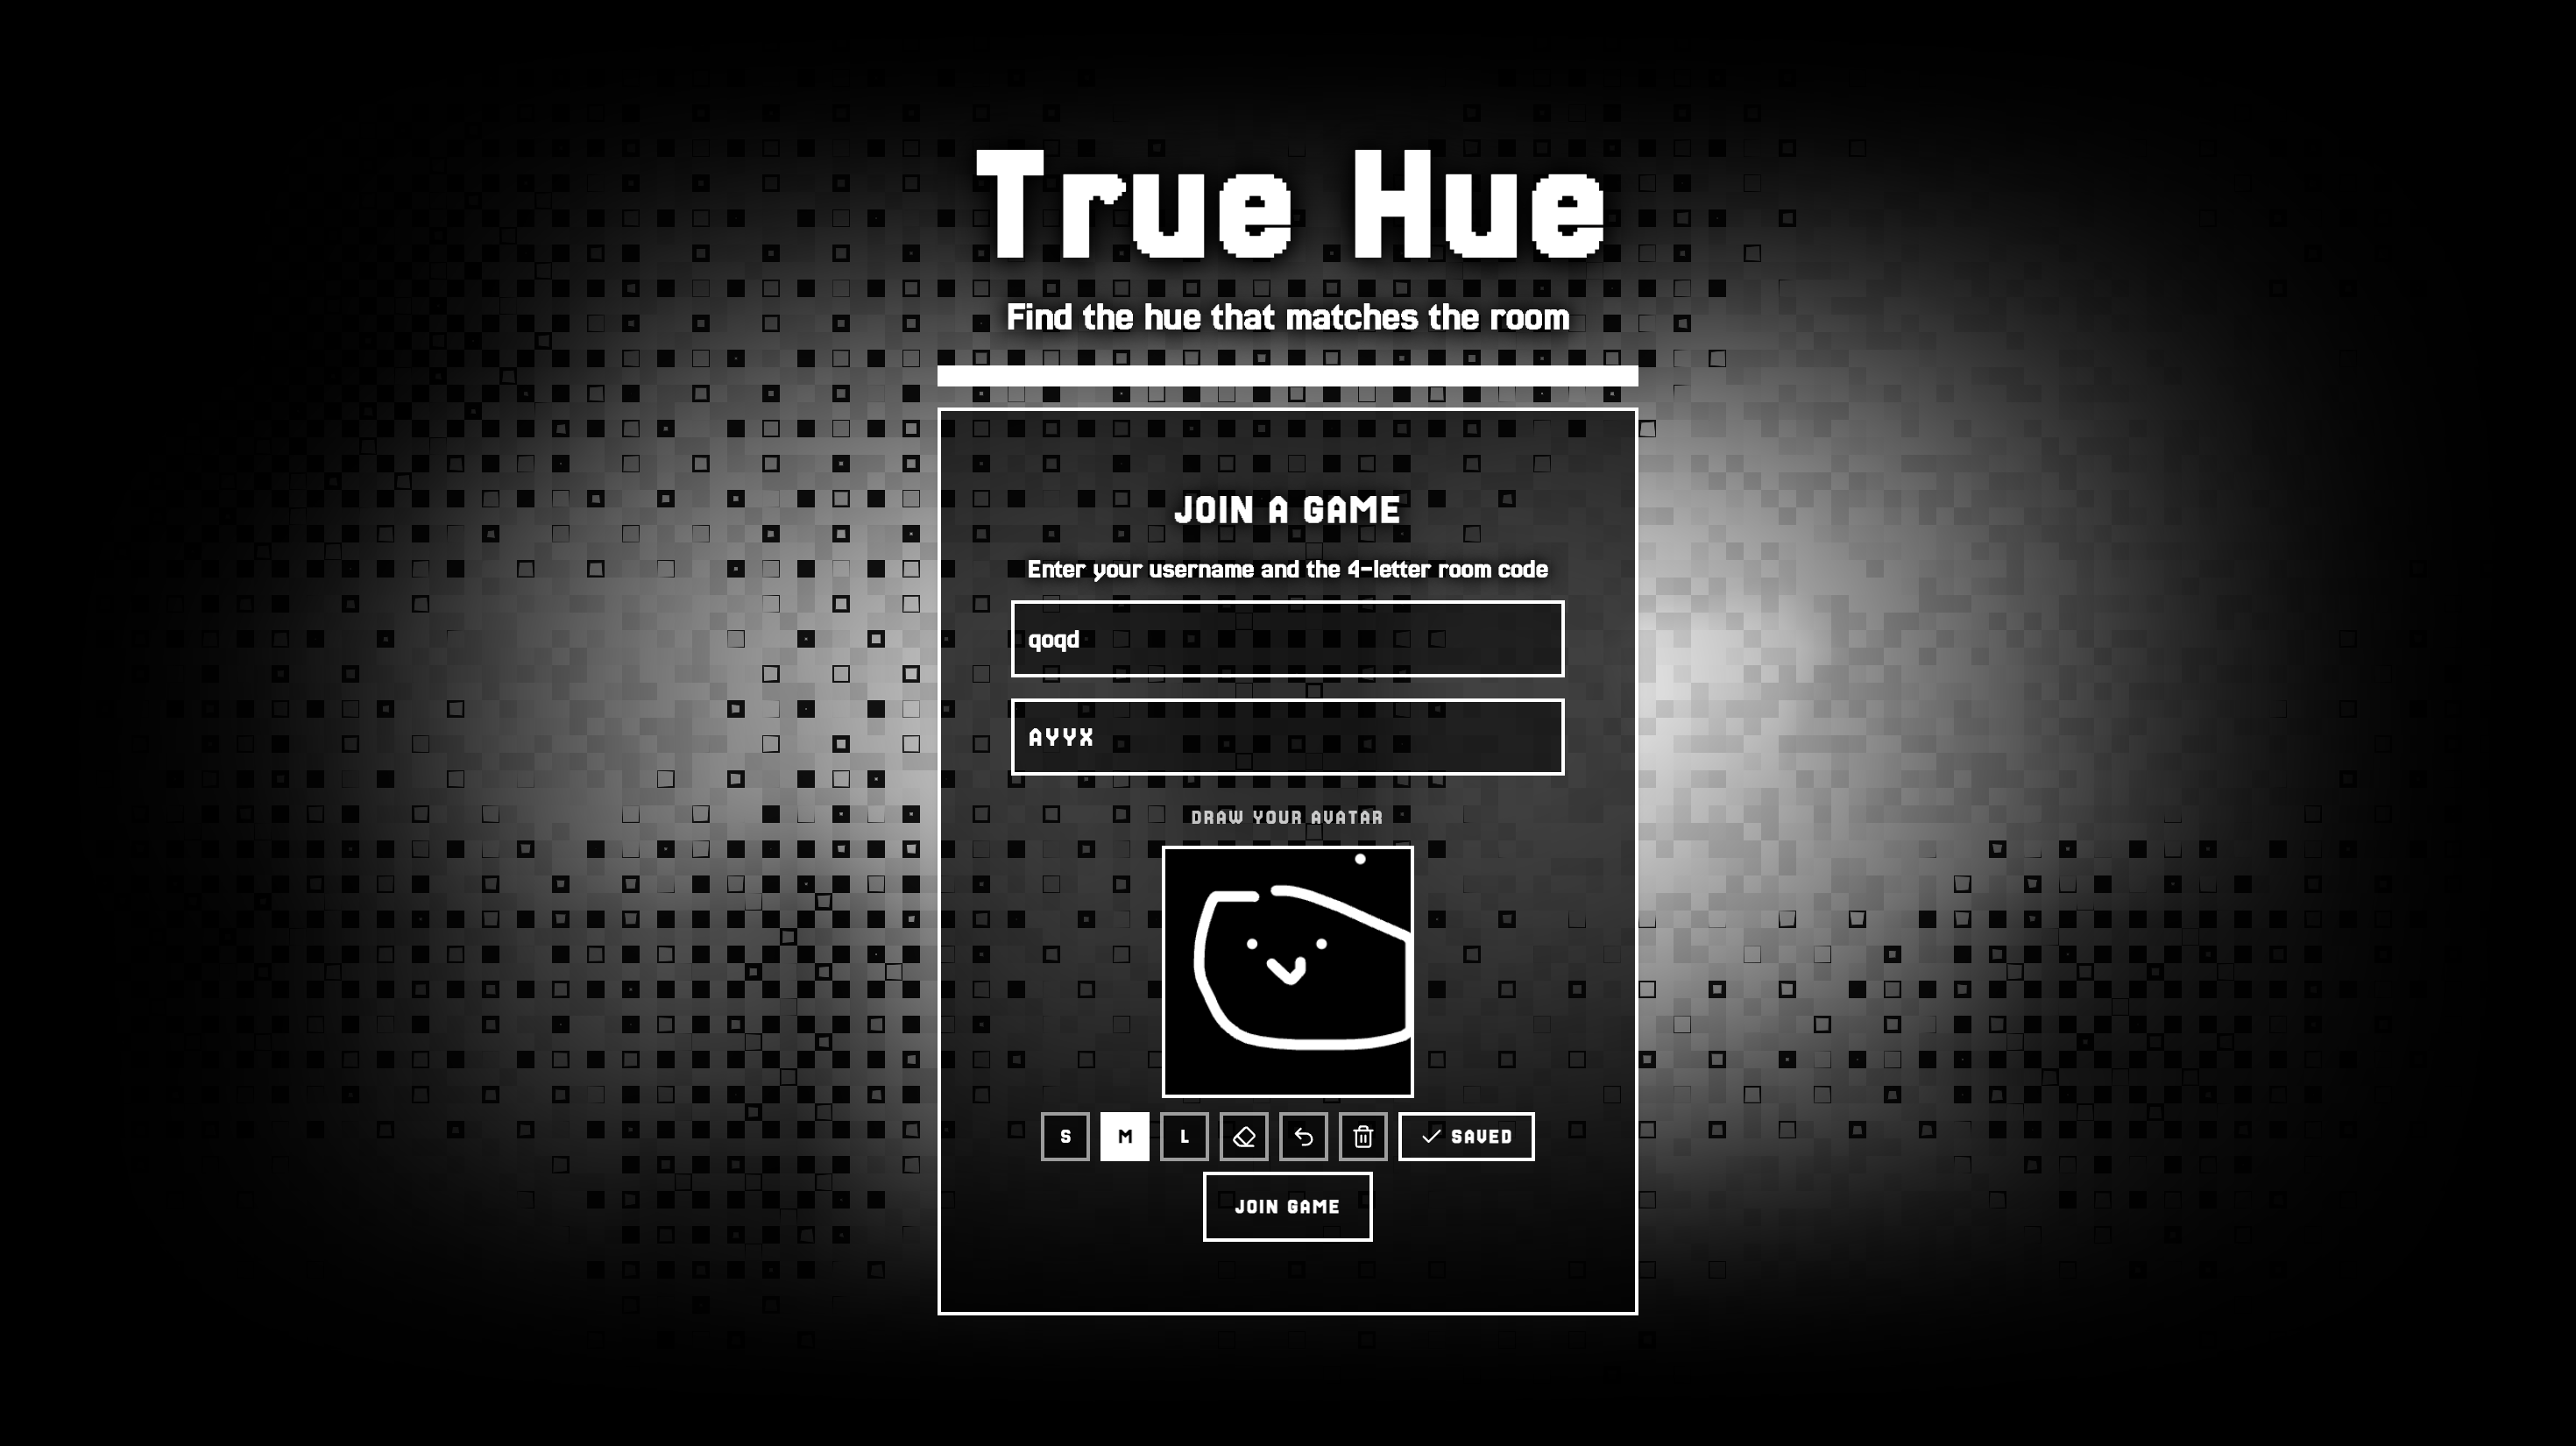 True Hue
Find the hue that matches the room
JOIN A GAME
Enter your username and the 4-letter room code
qoqd
AYYX
DRAW YOUR AVATAR
S M L SAVED
JOIN GAME